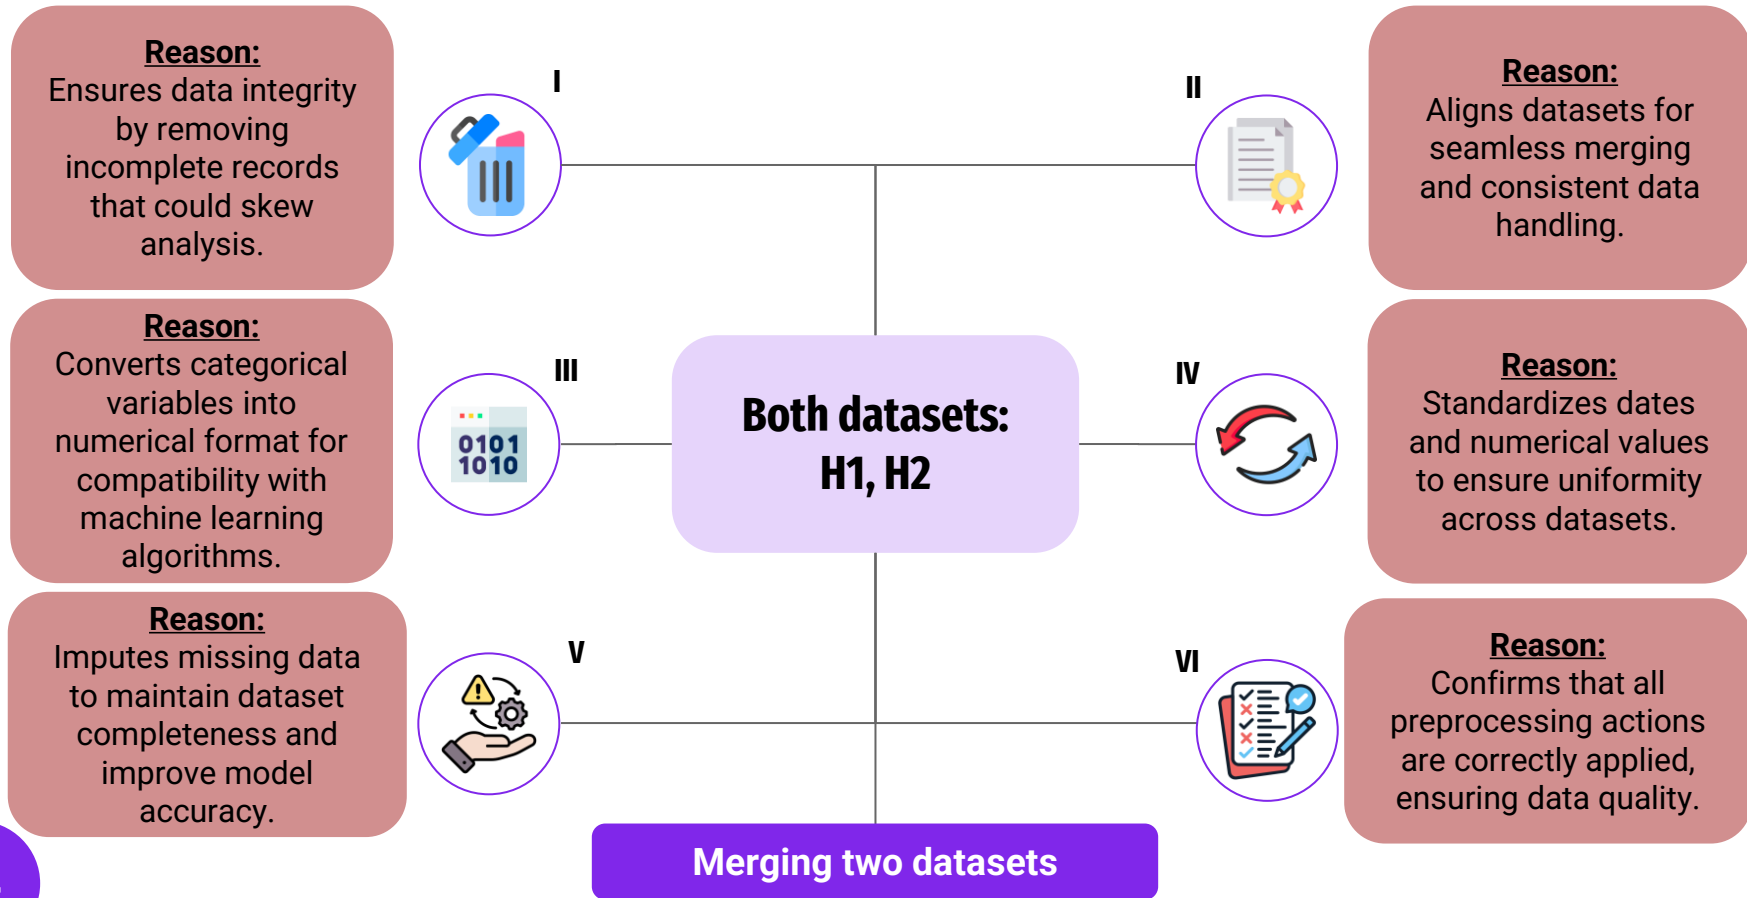 Reason:
Ensures data integrity
by removing
incomplete records
that could skew
analysis.
I
II
Reason:
Aligns datasets for
seamless merging
and consistent data
handling.
Reason:
Converts categorical
variables into
numerical format for
compatibility with
machine learning
algorithms.
III
0101
1010
Both datasets:
H1, H2
IV
Reason:
Standardizes dates
and numerical values
to ensure uniformity
across datasets.
Reason:
Imputes missing data
to maintain dataset
completeness and
improve model
accuracy.
V
VI
Reason:
Confirms that all
preprocessing actions
are correctly applied,
ensuring data quality.
Merging two datasets